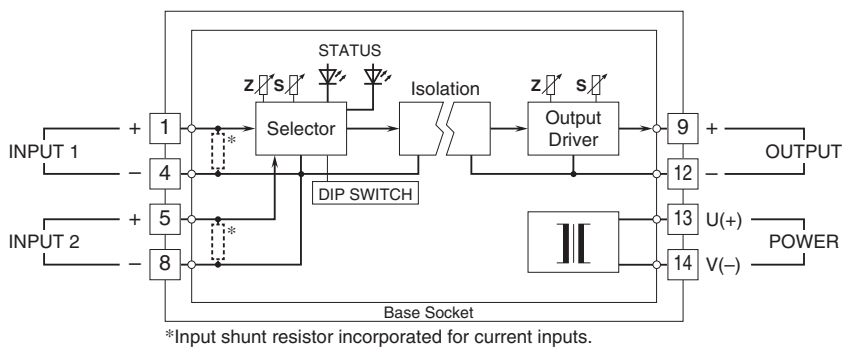 STATUS
Z S
Isolation
Z S
INPUT 1
+ 1
− 4
*
Selector
Output
Driver
9 +
12 −
OUTPUT
DIP SWITCH
INPUT 2
+ 5
− 8
*
13 U(+)
14 V(–)
POWER
Base Socket
*Input shunt resistor incorporated for current inputs.